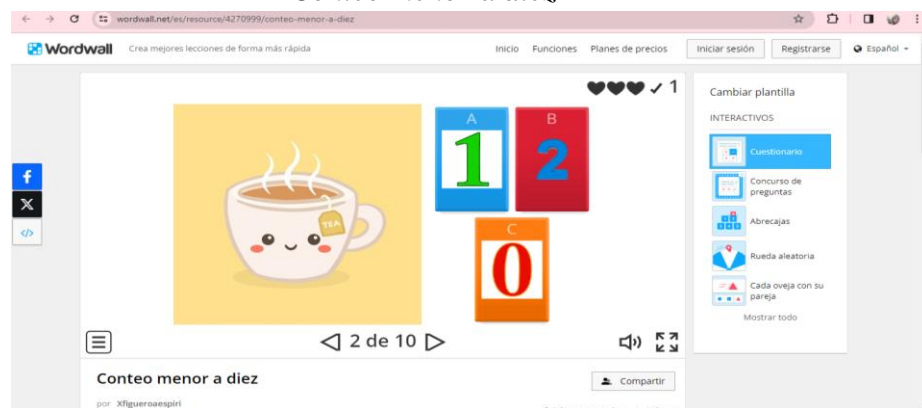 wordwall.net/es/resource/4270999/conteo-menor-a-diez
Wordwall
Crea mejores lecciones de forma más rápida
Inicio Funciones Planes de precios Iniciar sesión Registrarse Español
1
A
1
B
2
TEA
C
0
2 de 10
Cambiar plantilla
INTERACTIVOS
Cuestionario
Concurso de
preguntas
Abrecajas
Rueda aleatoria
Cada oveja con su
pareja
Mostrar todo
Conteo menor a diez
Compartir
por Xfigueroaespiri